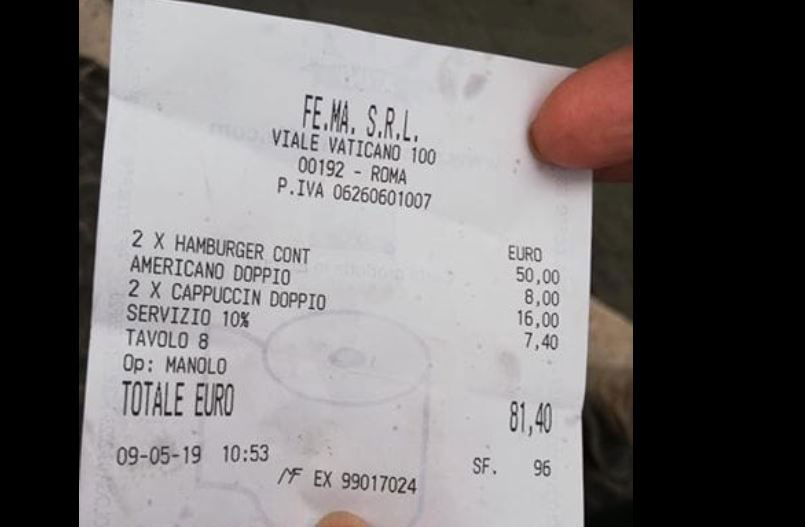 FE.MA. S.R.L.
VIALE VATICANO 100
00192 - ROMA
P.IVA 06260601007
EURO
2 X HAMBURGER CONT 50,00
AMERICANO DOPPIO 8,00
2 X CAPPUCCIN DOPPIO 16,00
SERVIZIO 10% 7,40
TAVOLO 8
Op: MANOLO
TOTALE EURO 81,40
09-05-19 10:53 SF. 96
MF EX 99017024